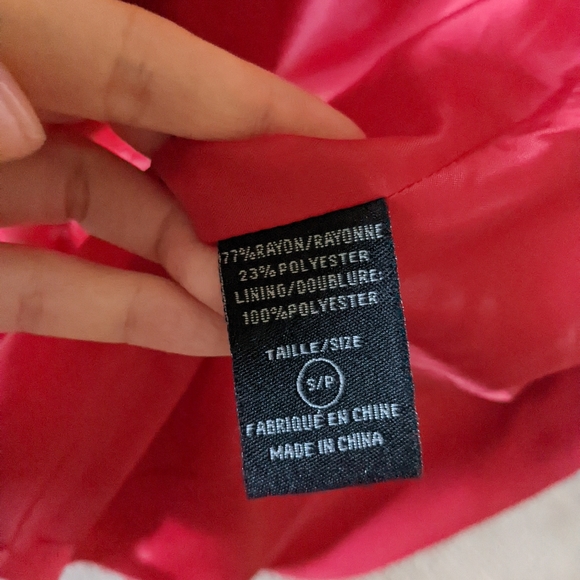 77%RAYON/RAYONNE
23%POLYESTER
LINING/DOUBLURE:
100%POLYESTER
TAILLE/SIZE
S/P
FABRIQUÉ EN CHINE
MADE IN CHINA